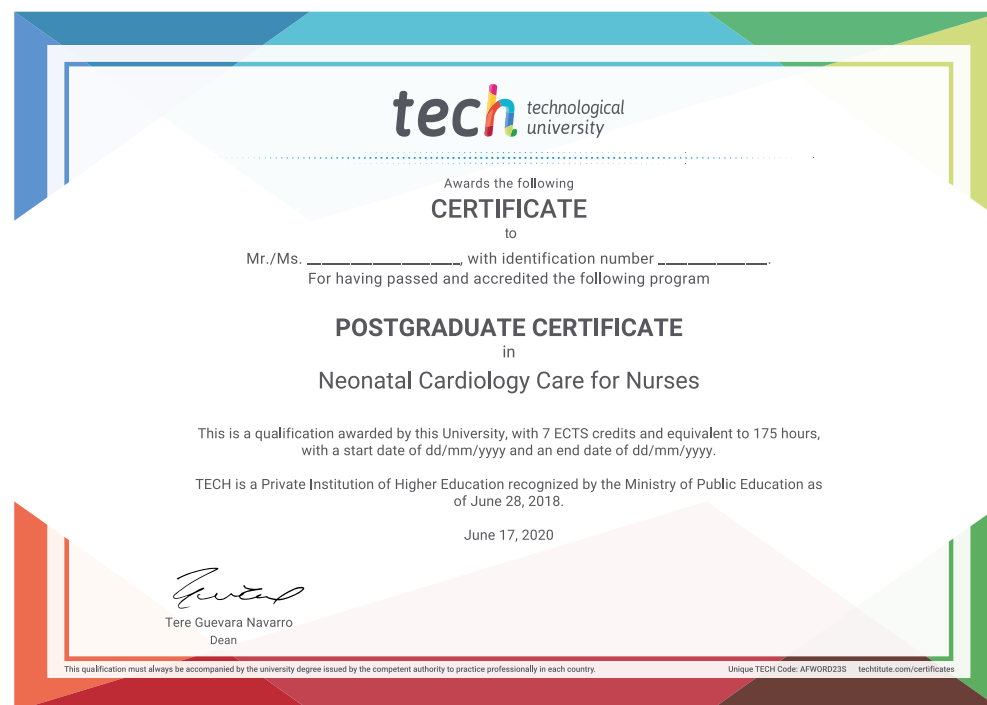 tech technological
university
Awards the following
CERTIFICATE
to
Mr./Ms. ____________________, with identification number ______________.
For having passed and accredited the following program
POSTGRADUATE CERTIFICATE
in
Neonatal Cardiology Care for Nurses
This is a qualification awarded by this University, with 7 ECTS credits and equivalent to 175 hours,
with a start date of dd/mm/yyyy and an end date of dd/mm/yyyy.
TECH is a Private Institution of Higher Education recognized by the Ministry of Public Education as
of June 28, 2018.
June 17, 2020
Tere Guevara Navarro
Dean
This qualification must always be accompanied by the university degree issued by the competent authority to practice professionally in each country. Unique TECH Code: AFWORD23S techtitute.com/certificates